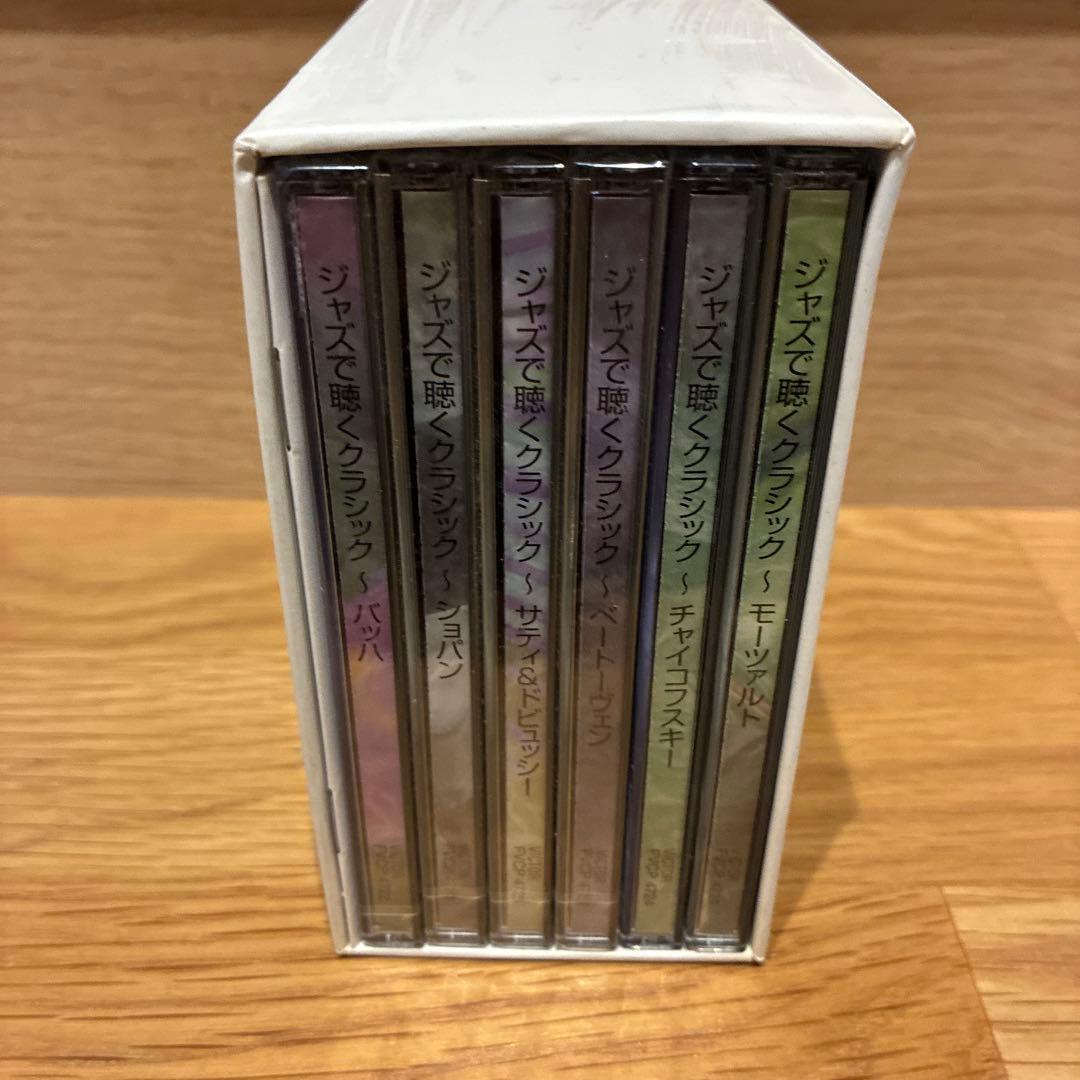 ジャズで聴くクラシック ～ バッハ
ジャズで聴くクラシック ～ ショパン
ジャズで聴くクラシック ～ サティ&ドビュッシー
ジャズで聴くクラシック ～ ベートーヴェン
ジャズで聴くクラシック ～ チャイコフスキー
ジャズで聴くクラシック ～ モーツァルト